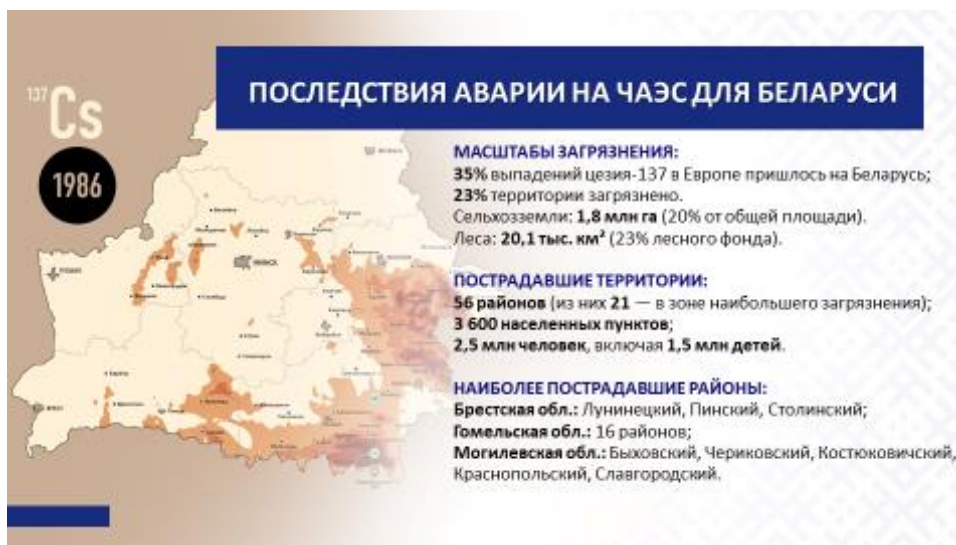 ПОСЛЕДСТВИЯ АВАРИИ НА ЧАЭС ДЛЯ БЕЛАРУСИ
137
Cs
1986
МАСШТАБЫ ЗАГРЯЗНЕНИЯ:
35% выпадений цезия-137 в Европе пришлось на Беларусь;
23% территории загрязнено.
Сельхозземли: 1,8 млн га (20% от общей площади).
Леса: 20,1 тыс. км² (23% лесного фонда).
ПОСТРАДАВШИЕ ТЕРРИТОРИИ:
56 районов (из них 21 — в зоне наибольшего загрязнения);
3 600 населенных пунктов;
2,5 млн человек, включая 1,5 млн детей.
НАИБОЛЕЕ ПОСТРАДАВШИЕ РАЙОНЫ:
Брестская обл.: Лунинецкий, Пинский, Столинский;
Гомельская обл.: 16 районов;
Могилевская обл.: Быховский, Чериковский, Костюковичский,
Краснопольский, Славгородский.